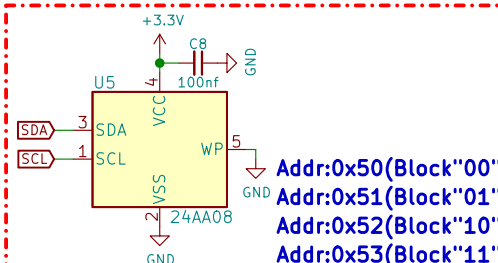 +3.3V
C8
GND
100nf
U5
4
VCC
SDA
3
SDA
SCL
1
SCL
WP
5
GND
VSS
2
24AA08
GND
Addr:0x50(Block"00"
Addr:0x51(Block"01"
Addr:0x52(Block"10"
Addr:0x53(Block"11"